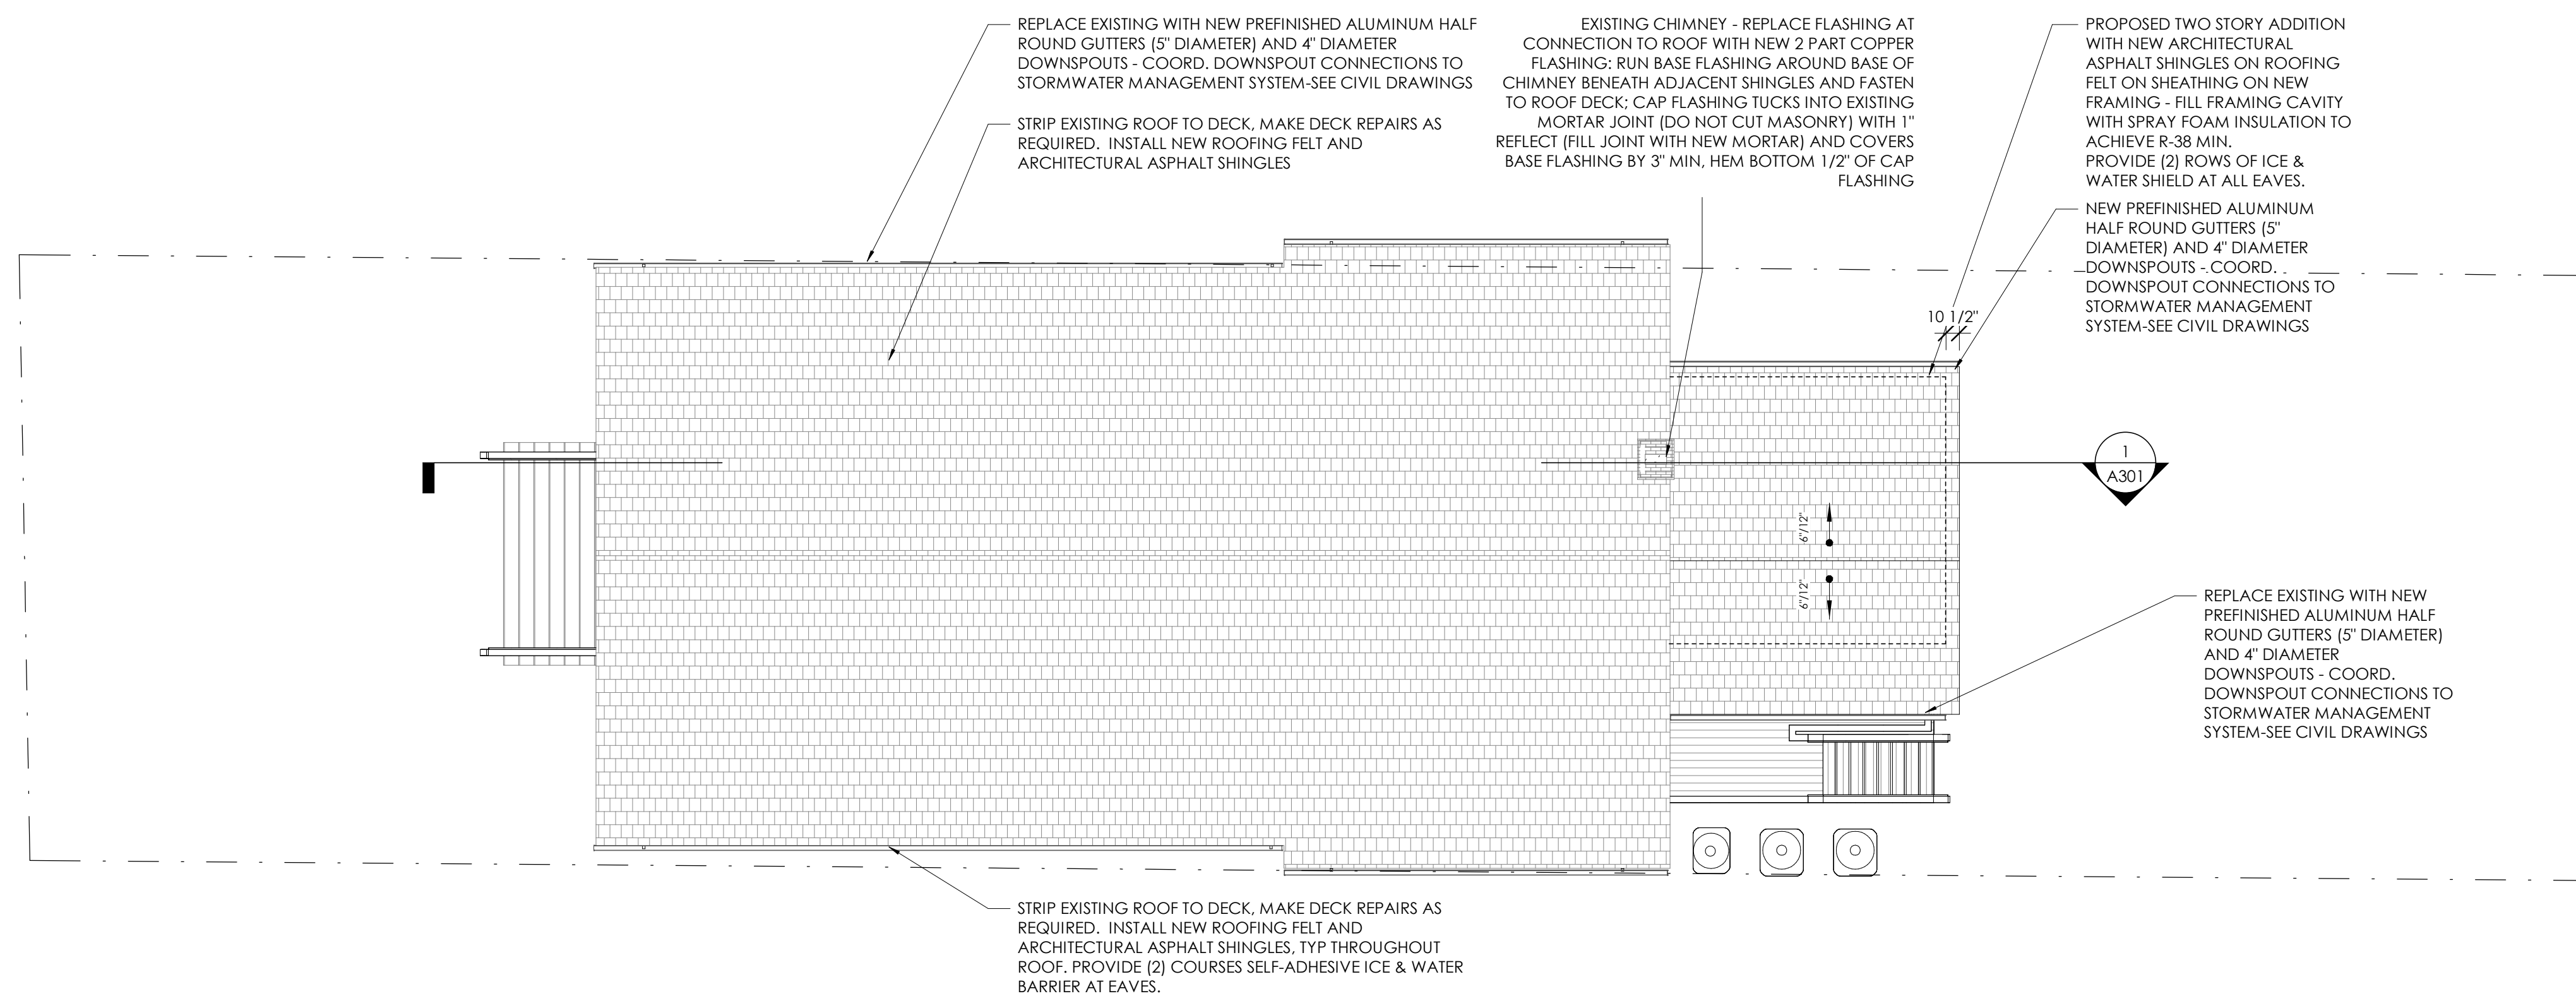 REPLACE EXISTING WITH NEW PREFINISHED ALUMINUM HALF
ROUND GUTTERS (5" DIAMETER) AND 4" DIAMETER
DOWNSPOUTS - COORD. DOWNSPOUT CONNECTIONS TO
STORMWATER MANAGEMENT SYSTEM-SEE CIVIL DRAWINGS
STRIP EXISTING ROOF TO DECK, MAKE DECK REPAIRS AS
REQUIRED. INSTALL NEW ROOFING FELT AND
ARCHITECTURAL ASPHALT SHINGLES
EXISTING CHIMNEY - REPLACE FLASHING AT
CONNECTION TO ROOF WITH NEW 2 PART COPPER
FLASHING: RUN BASE FLASHING AROUND BASE OF
CHIMNEY BENEATH ADJACENT SHINGLES AND FASTEN
TO ROOF DECK; CAP FLASHING TUCKS INTO EXISTING
MORTAR JOINT (DO NOT CUT MASONRY) WITH 1"
REFLECT (FILL JOINT WITH NEW MORTAR) AND COVERS
BASE FLASHING BY 3" MIN, HEM BOTTOM 1/2" OF CAP
FLASHING
PROPOSED TWO STORY ADDITION
WITH NEW ARCHITECTURAL
ASPHALT SHINGLES ON ROOFING
FELT ON SHEATHING ON NEW
FRAMING - FILL FRAMING CAVITY
WITH SPRAY FOAM INSULATION TO
ACHIEVE R-38 MIN.
PROVIDE (2) ROWS OF ICE &
WATER SHIELD AT ALL EAVES.
NEW PREFINISHED ALUMINUM
HALF ROUND GUTTERS (5"
DIAMETER) AND 4" DIAMETER
DOWNSPOUTS - COORD.
DOWNSPOUT CONNECTIONS TO
STORMWATER MANAGEMENT
SYSTEM-SEE CIVIL DRAWINGS
10 1/2"
1
A301
6"/12"
6"/12"
REPLACE EXISTING WITH NEW
PREFINISHED ALUMINUM HALF
ROUND GUTTERS (5" DIAMETER)
AND 4" DIAMETER
DOWNSPOUTS - COORD.
DOWNSPOUT CONNECTIONS TO
STORMWATER MANAGEMENT
SYSTEM-SEE CIVIL DRAWINGS
STRIP EXISTING ROOF TO DECK, MAKE DECK REPAIRS AS
REQUIRED. INSTALL NEW ROOFING FELT AND
ARCHITECTURAL ASPHALT SHINGLES, TYP THROUGHOUT
ROOF. PROVIDE (2) COURSES SELF-ADHESIVE ICE & WATER
BARRIER AT EAVES.